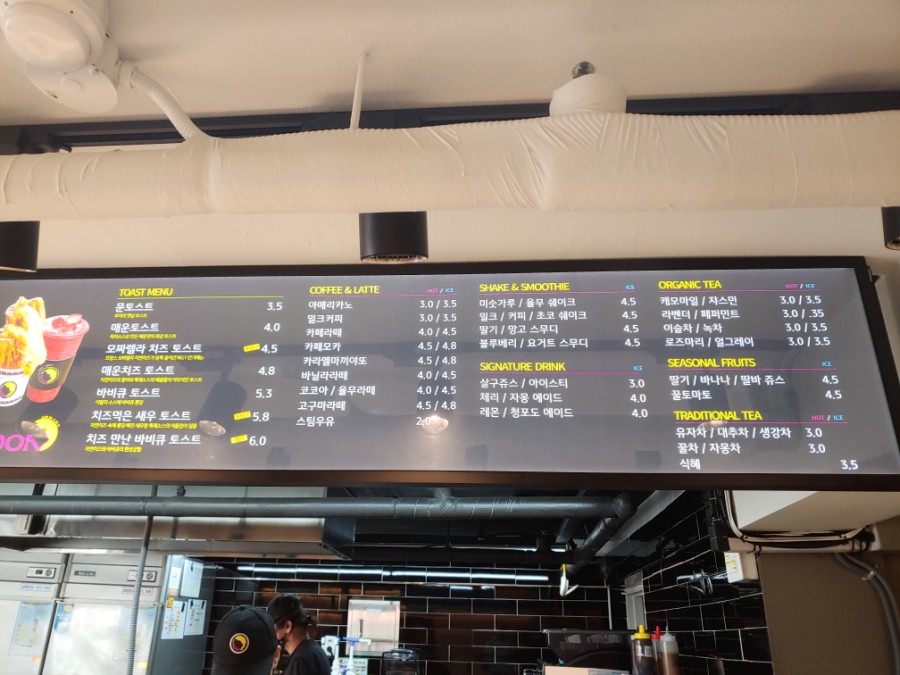 TOAST MENU
문토스트 3.5
매운토스트 4.0
모짜렐라 치즈 토스트 4.5
매운치즈 토스트 4.8
바비큐 토스트 5.3
치즈먹은 새우 토스트 5.8
치즈 만난 바비큐 토스트 6.0
COFFEE & LATTE HOT / ICE
아메리카노 3.0 / 3.5
밀크커피 3.0 / 3.5
카페라떼 4.0 / 4.5
카페모카 4.5 / 4.8
카라멜마끼야또 4.5 / 4.8
바닐라라떼 4.0 / 4.5
코코아 / 율무라떼 4.0 / 4.5
고구마라떼 4.5 / 4.8
스팀우유 2.0
SHAKE & SMOOTHIE ICE
미숫가루 / 율무 쉐이크 4.5
밀크 / 커피 / 초코 쉐이크 4.5
딸기 / 망고 스무디 4.5
블루베리 / 요거트 스무디 4.5
SIGNATURE DRINK ICE
살구쥬스 / 아이스티 3.0
체리 / 자몽 에이드 4.0
레몬 / 청포도 에이드 4.0
ORGANIC TEA HOT / ICE
캐모마일 / 쟈스민 3.0 / 3.5
라벤더 / 페퍼민트 3.0 / .35
이슬차 / 녹차 3.0 / 3.5
로즈마리 / 얼그레이 3.0 / 3.5
SEASONAL FRUITS ICE
딸기 / 바나나 / 딸바 쥬스 4.5
꿀토마토 4.5
TRADITIONAL TEA HOT / ICE
유자차 / 대추차 / 생강차 3.0
꿀차 / 자몽차 3.0
식혜 3.5